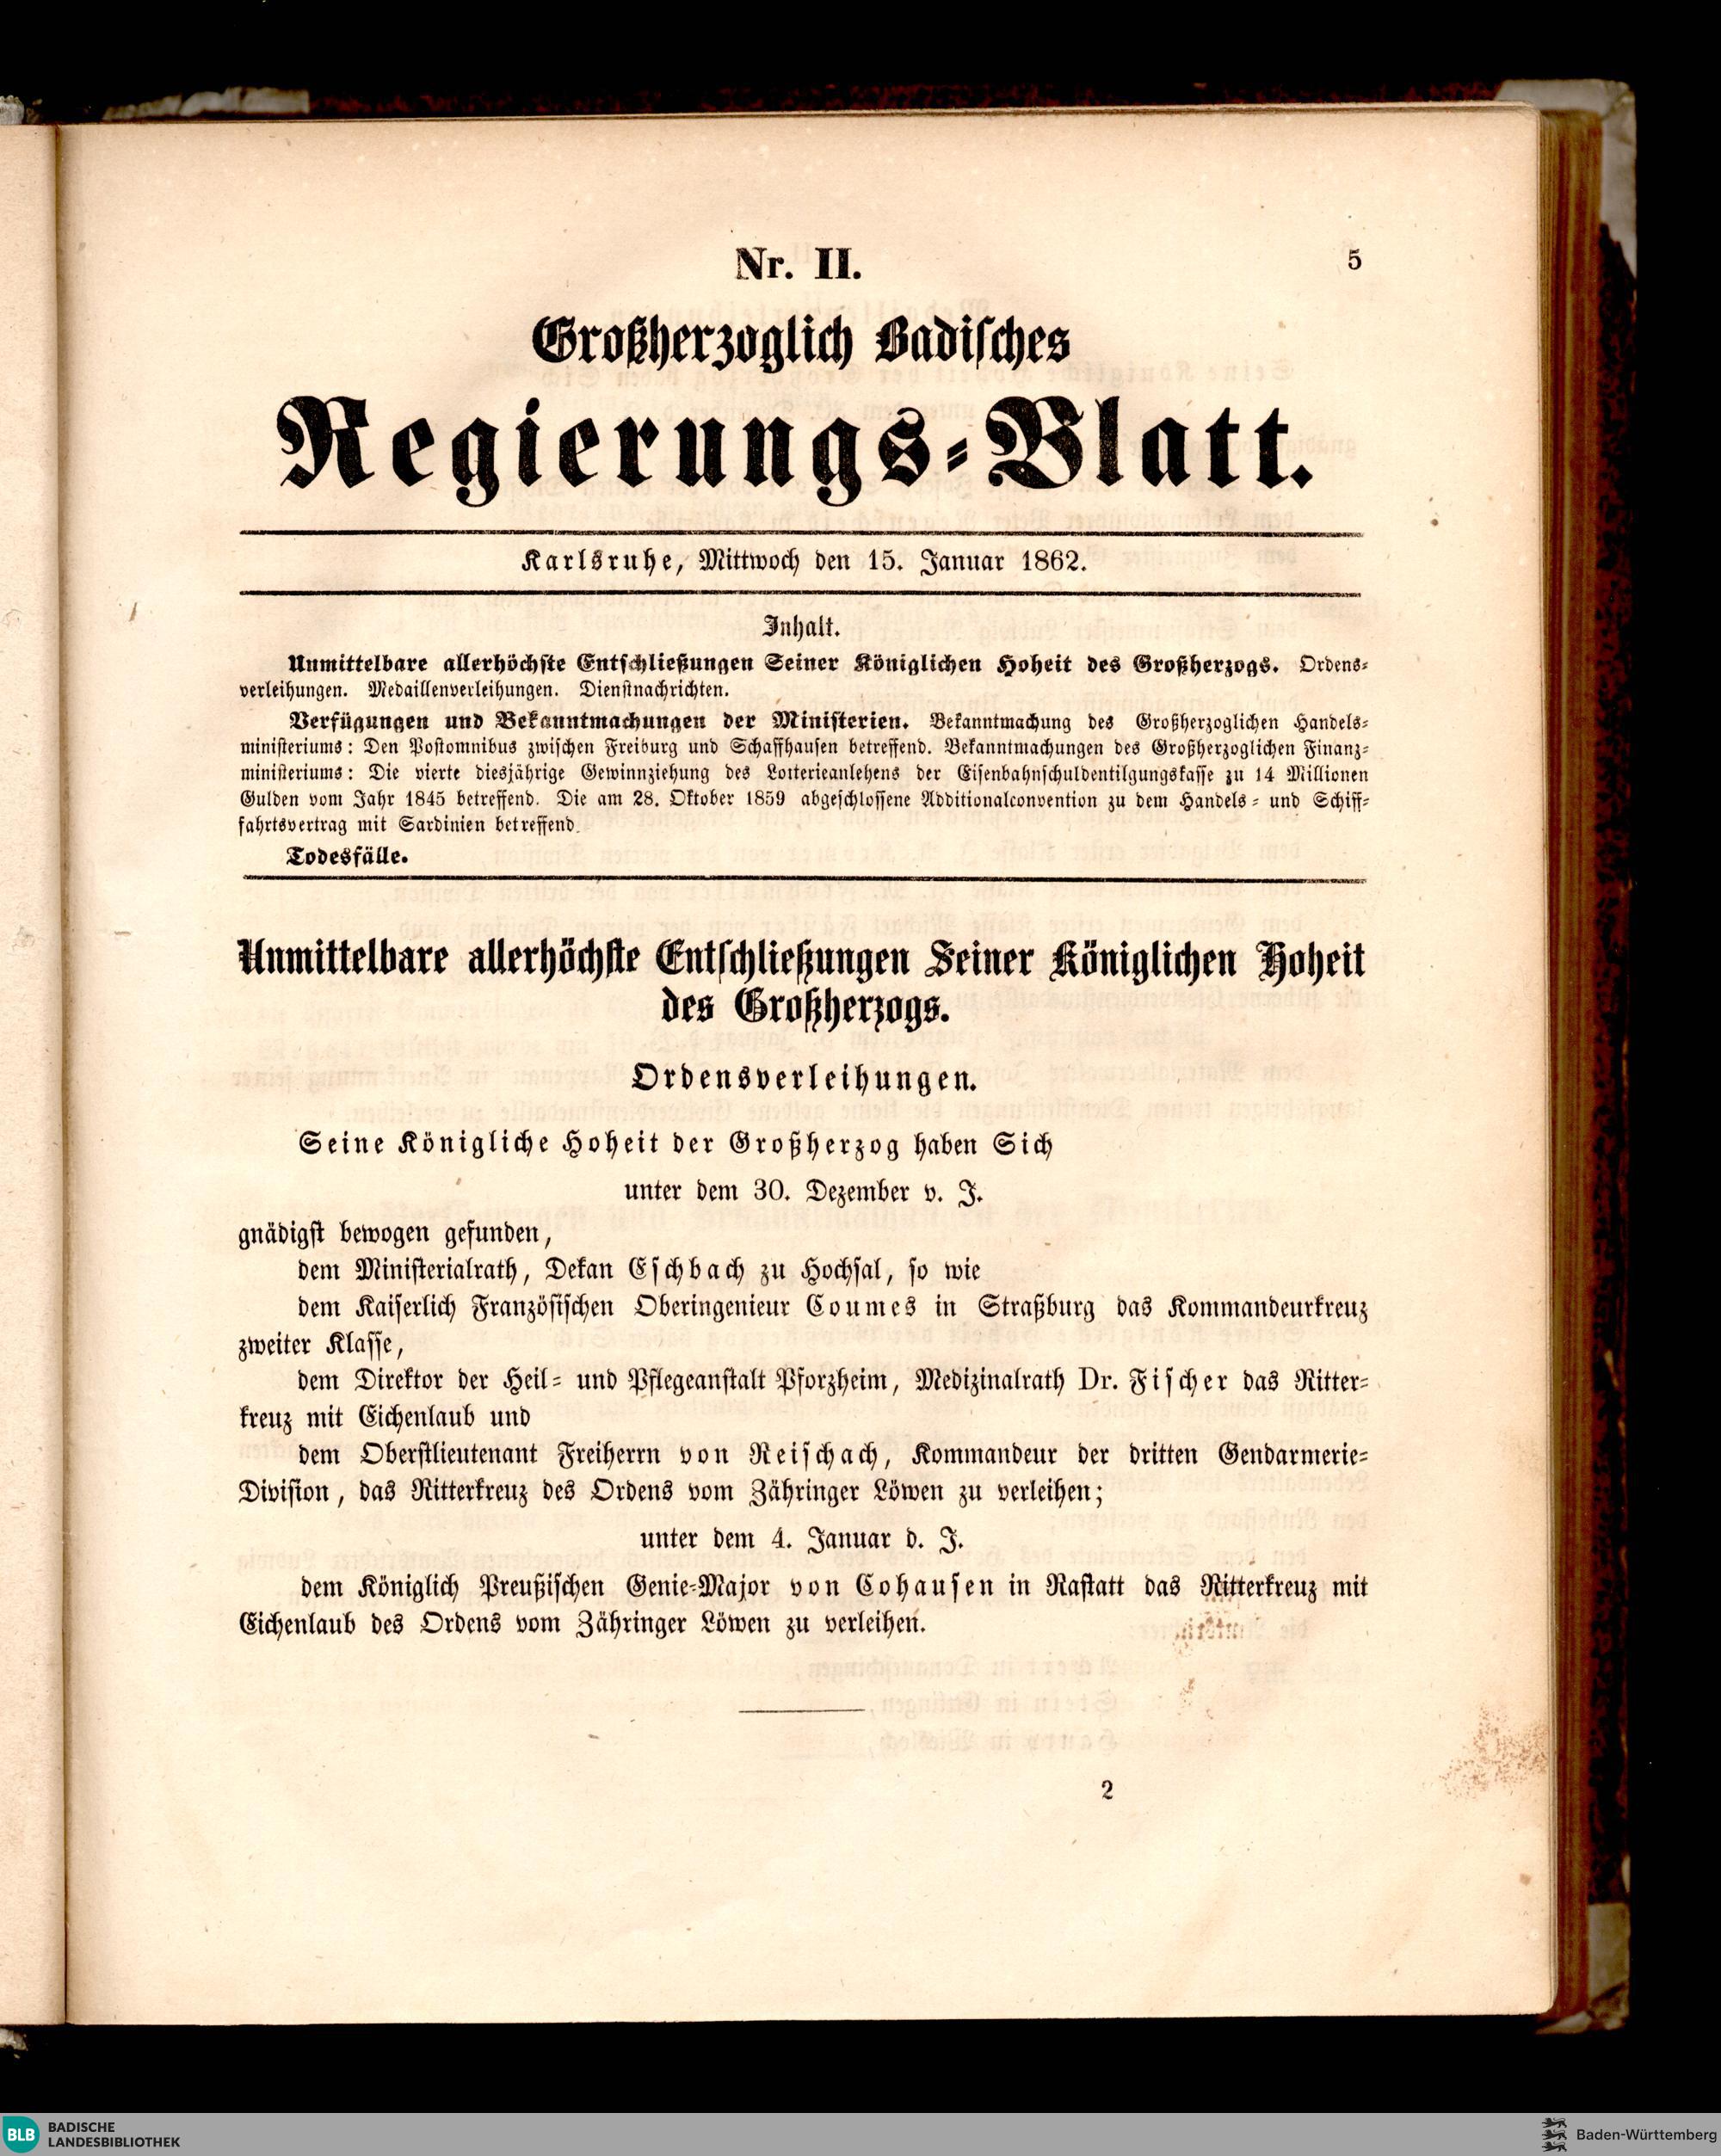 Nr. II.
5
Großherzoglich Badisches
Regierungs-Blatt.
Karlsruhe, Mittwoch den 15. Januar 1862.
Inhalt.
Unmittelbare allerhöchste Entschließungen Seiner Königlichen Hoheit des Großherzogs. Ordens-
verleihungen. Medaillenverleihungen. Dienstnachrichten.
Verfügungen und Bekanntmachungen der Ministerien. Bekanntmachung des Großherzoglichen Handels-
ministeriums: Den Postomnibus zwischen Freiburg und Schaffhausen betreffend. Bekanntmachungen des Großherzoglichen Finanz-
ministeriums: Die vierte diesjährige Gewinnziehung des Lotterieanlehens der Eisenbahnschuldentilgungskasse zu 14 Millionen
Gulden vom Jahr 1845 betreffend. Die am 28. Oktober 1859 abgeschlossene Additionalconvention zu dem Handels- und Schiff-
fahrtsvertrag mit Sardinien betreffend.
Todesfälle.
Unmittelbare allerhöchste Entschließungen Seiner Königlichen Hoheit
des Großherzogs.
Ordensverleihungen.
Seine Königliche Hoheit der Großherzog haben Sich
unter dem 30. Dezember v. J.
gnädigst bewogen gefunden,
dem Ministerialrath, Dekan Eschbach zu Hochsal, so wie
dem Kaiserlich Französischen Oberingenieur Coumes in Straßburg das Kommandeurkreuz
zweiter Klasse,
dem Direktor der Heil- und Pflegeanstalt Pforzheim, Medizinalrath Dr. Fischer das Ritter-
kreuz mit Eichenlaub und
dem Oberstlieutenant Freiherrn von Reischach, Kommandeur der dritten Gendarmerie-
Division, das Ritterkreuz des Ordens vom Zähringer Löwen zu verleihen;
unter dem 4. Januar d. J.
dem Königlich Preußischen Genie-Major von Cohausen in Rastatt das Ritterkreuz mit
Eichenlaub des Ordens vom Zähringer Löwen zu verleihen.
2
BLB BADISCHE
LANDESBIBLIOTHEK
Baden-Württemberg